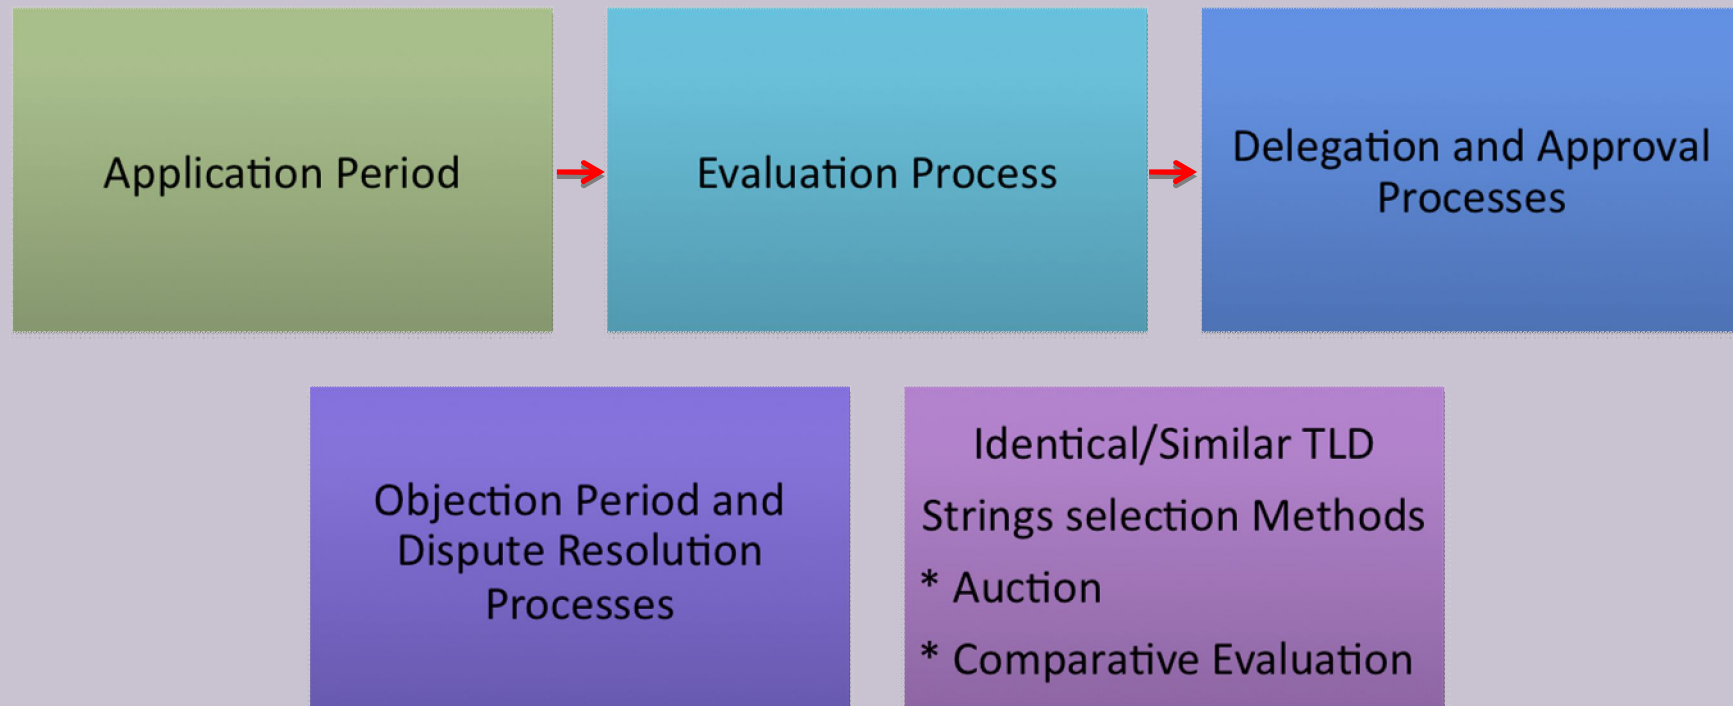 Application Period
Evaluation Process
Delegation and Approval
Processes
Objection Period and
Dispute Resolution
Processes
Identical/Similar TLD
Strings selection Methods
* Auction
* Comparative Evaluation